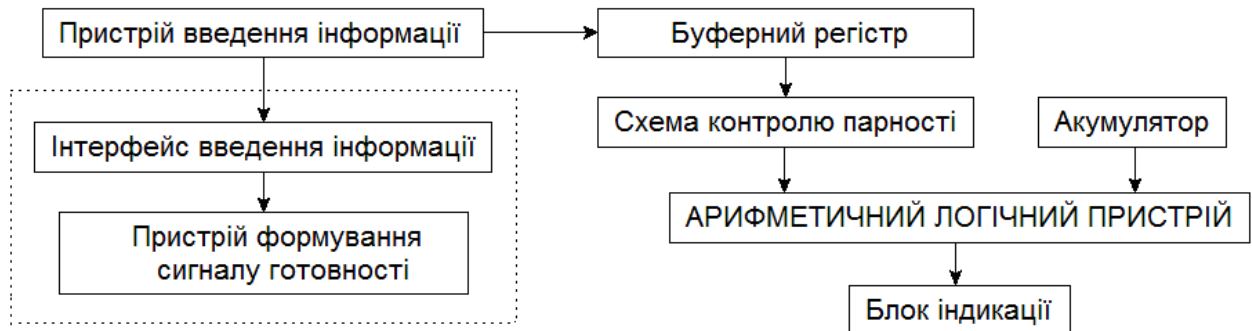 Пристрій введення інформації
Буферний регістр
Схема контролю парності
Акумулятор
Інтерфейс введення інформації
АРИФМЕТИЧНИЙ ЛОГІЧНИЙ ПРИСТРІЙ
Пристрій формування
сигналу готовності
Блок індикації